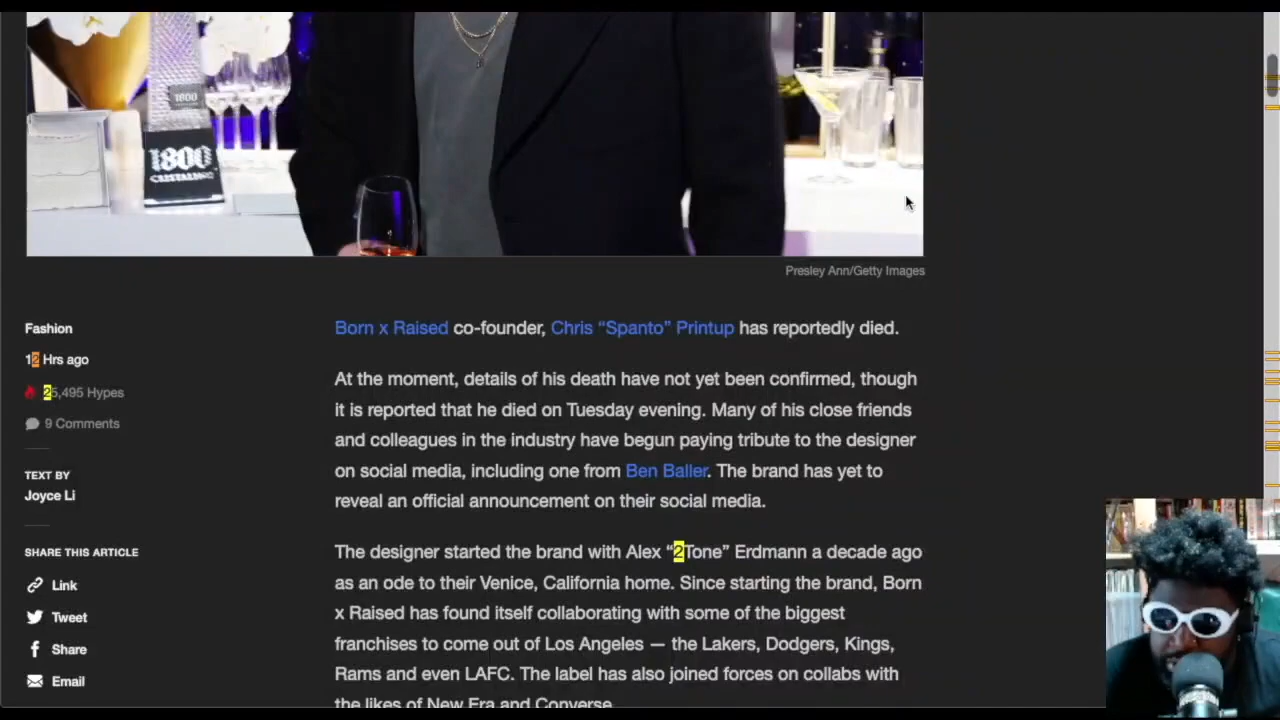 1800
1800
CRISTALINO
Presley Ann/Getty Images
Fashion
12 Hrs ago
25,495 Hypes
9 Comments
TEXT BY
Joyce Li
SHARE THIS ARTICLE
Link
Tweet
Share
Email
Born x Raised co-founder, Chris “Spanto” Printup has reportedly died.
At the moment, details of his death have not yet been confirmed, though
it is reported that he died on Tuesday evening. Many of his close friends
and colleagues in the industry have begun paying tribute to the designer
on social media, including one from Ben Baller. The brand has yet to
reveal an official announcement on their social media.
The designer started the brand with Alex “2Tone” Erdmann a decade ago
as an ode to their Venice, California home. Since starting the brand, Born
x Raised has found itself collaborating with some of the biggest
franchises to come out of Los Angeles — the Lakers, Dodgers, Kings,
Rams and even LAFC. The label has also joined forces on collabs with
the likes of New Era and Converse.